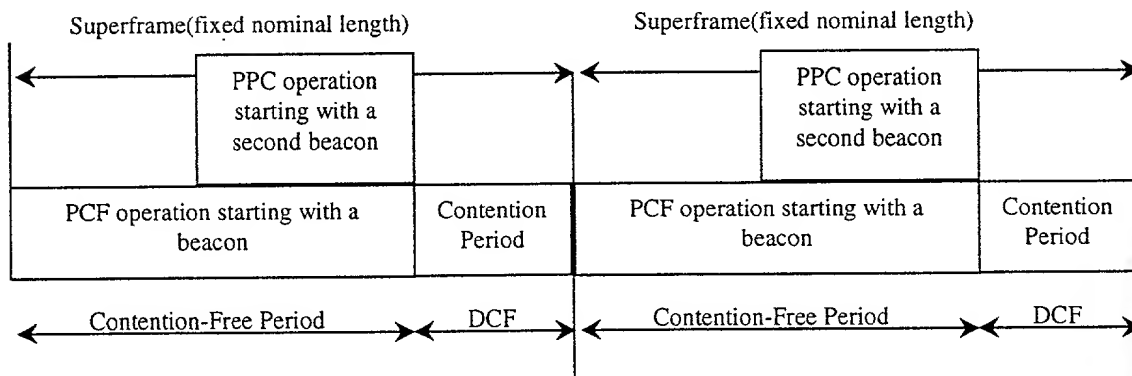 Superframe(fixed nominal length)
Superframe(fixed nominal length)
PPC operation
starting with a
second beacon
PPC operation
starting with a
second beacon
PCF operation starting with a
beacon
Contention
Period
PCF operation starting with a
beacon
Contention
Period
Contention-Free Period
DCF
Contention-Free Period
DCF